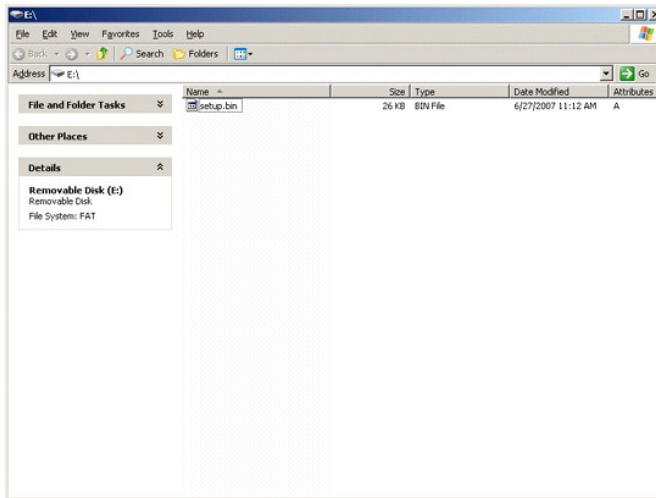 E:\
File Edit View Favorites Tools Help
Back Search Folders
Address E:\ Go
File and Folder Tasks
Other Places
Details
Removable Disk (E:)
Removable Disk
File System: FAT
Name Size Type Date Modified Attributes
setup.bin 26 KB BIN File 6/27/2007 11:12 AM A